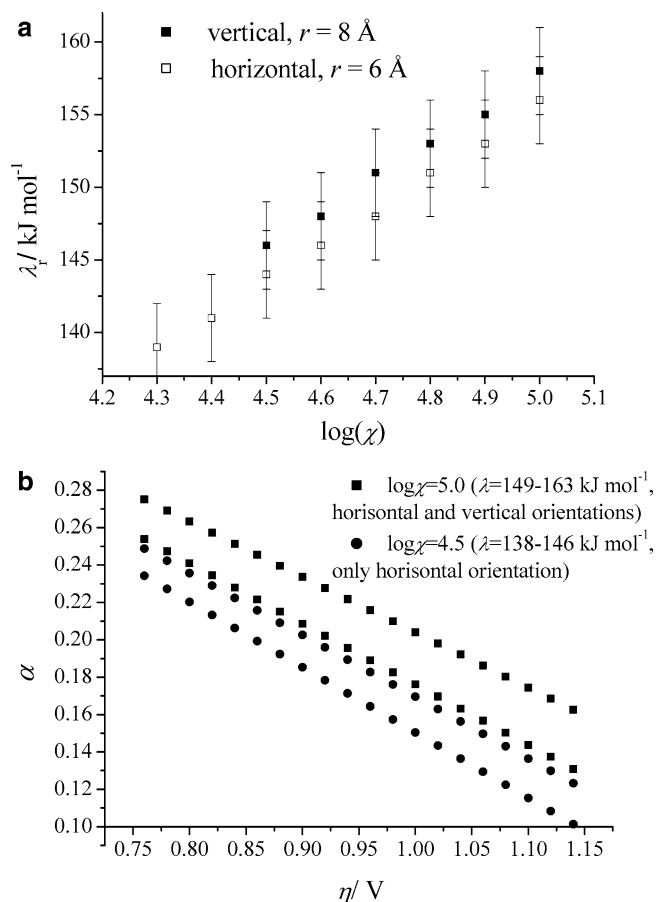 a
vertical, r = 8 Å
horizontal, r = 6 Å
160
155
150
145
140
λr/ kJ mol⁻¹
4.2 4.3 4.4 4.5 4.6 4.7 4.8 4.9 5.0 5.1
log(χ)
b
logχ=5.0 (λ=149-163 kJ mol⁻¹,
horisontal and vertical orientations)
logχ=4.5 (λ=138-146 kJ mol⁻¹,
only horisontal orientation)
0.28
0.26
0.24
0.22
0.20
0.18
0.16
0.14
0.12
0.10
α
0.75 0.80 0.85 0.90 0.95 1.00 1.05 1.10 1.15
η/ V